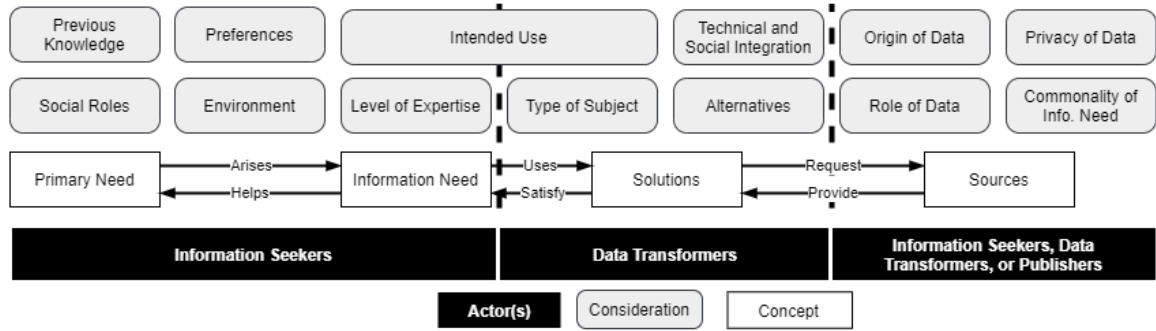 Previous
Knowledge
Preferences
Intended Use
Technical and
Social Integration
Origin of Data
Privacy of Data
Social Roles
Environment
Level of Expertise
Type of Subject
Alternatives
Role of Data
Commonality of
Info. Need
Primary Need
Arises
Helps
Information Need
Uses
Satisfy
Solutions
Request
Provide
Sources
Information Seekers
Data Transformers
Information Seekers, Data
Transformers, or Publishers
Actor(s)
Consideration
Concept